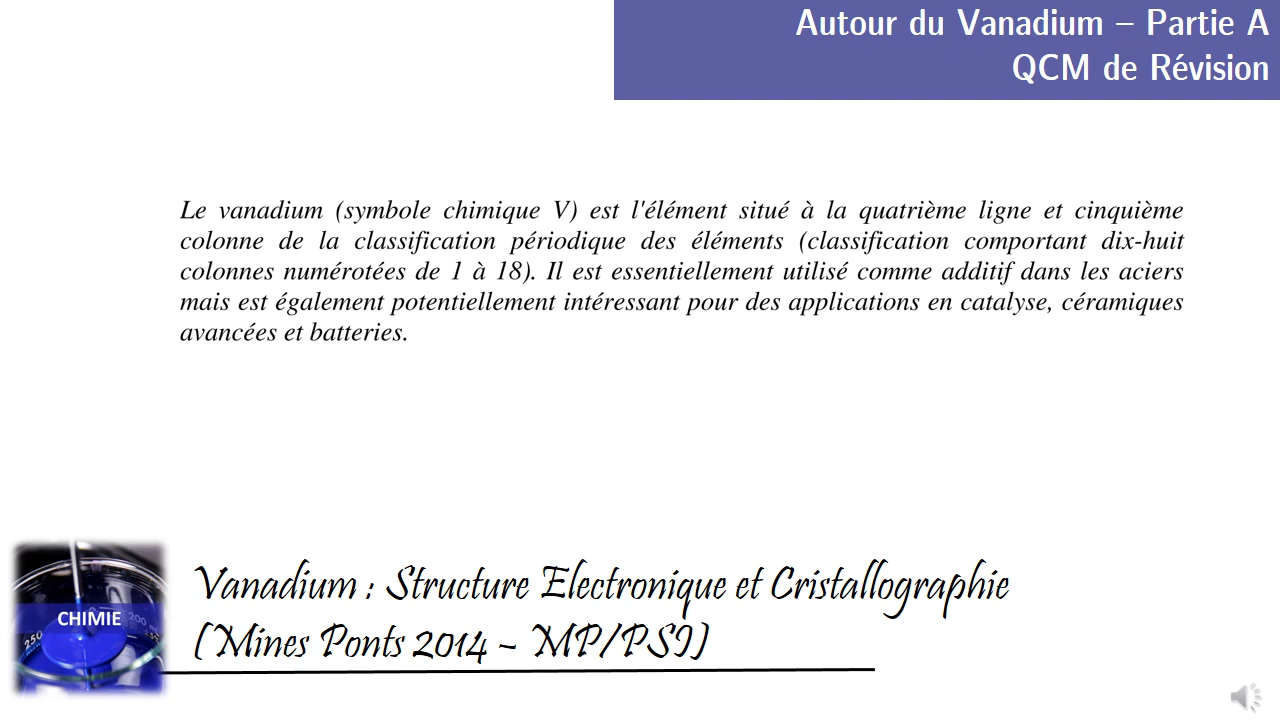 Autour du Vanadium – Partie A
QCM de Révision
Le vanadium (symbole chimique V) est l'élément situé à la quatrième ligne et cinquième
colonne de la classification périodique des éléments (classification comportant dix-huit
colonnes numérotées de 1 à 18). Il est essentiellement utilisé comme additif dans les aciers
mais est également potentiellement intéressant pour des applications en catalyse, céramiques
avancées et batteries.
Vanadium : Structure Electronique et Cristallographie
(Mines Ponts 2014 – MP/PSI)
CHIMIE
200
250